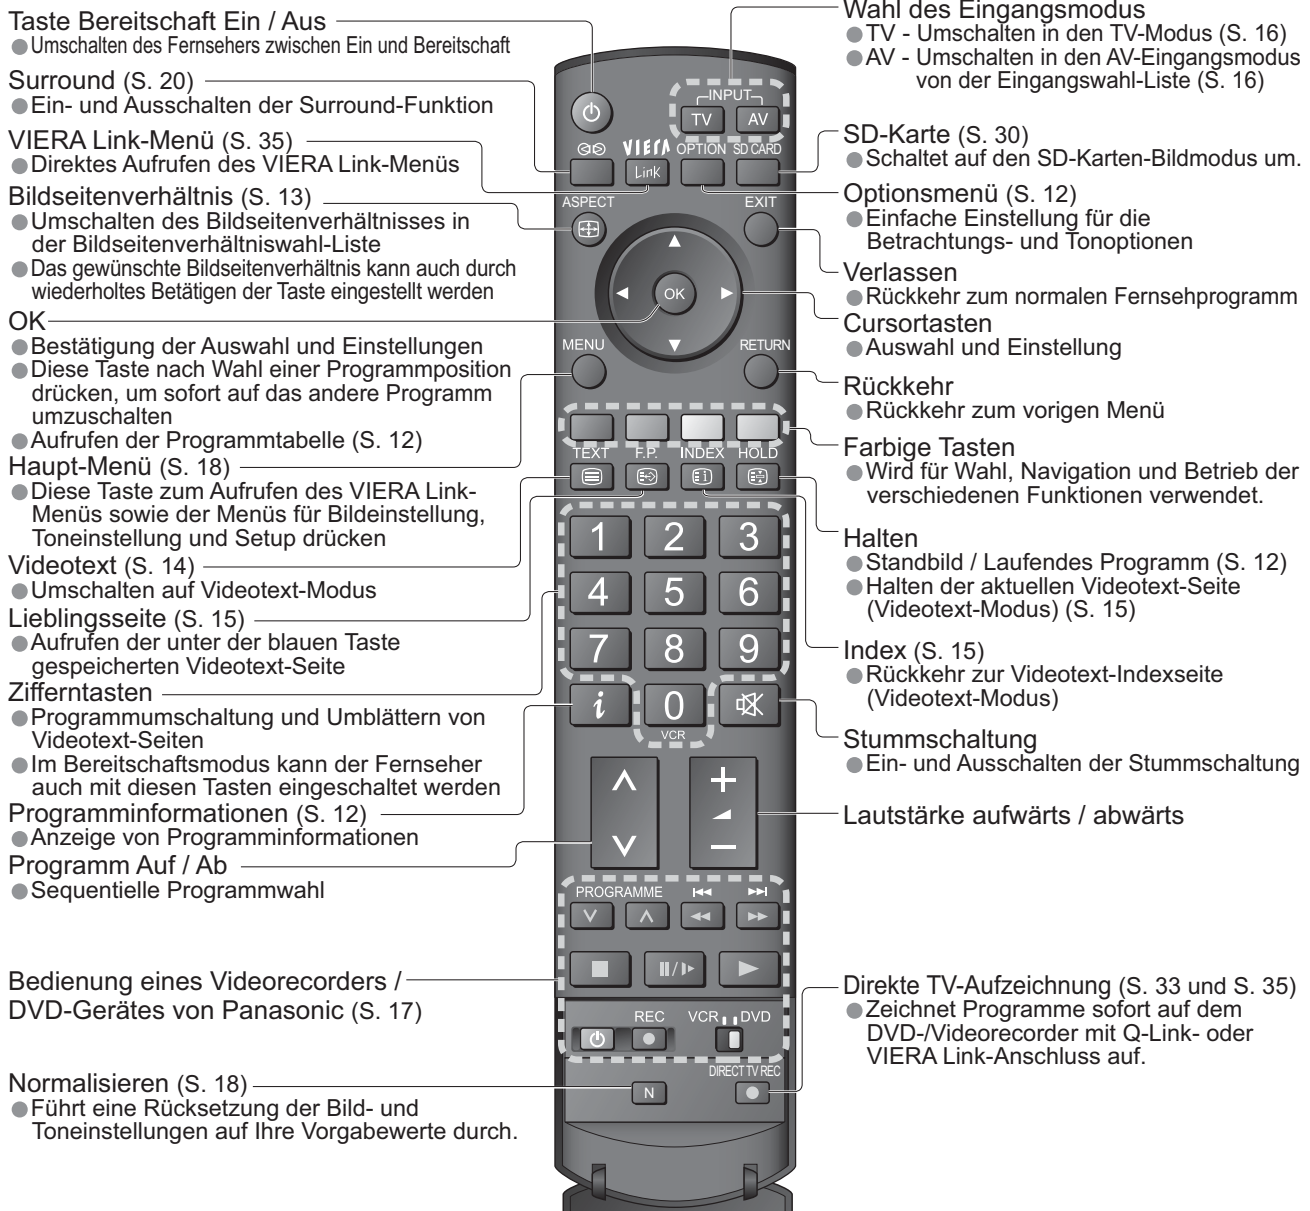 Taste Bereitschaft Ein / Aus
●Umschalten des Fernsehers zwischen Ein und Bereitschaft
Surround (S. 20)
●Ein- und Ausschalten der Surround-Funktion
VIERA Link-Menü (S. 35)
●Direktes Aufrufen des VIERA Link-Menüs
Bildseitenverhältnis (S. 13)
●Umschalten des Bildseitenverhältnisses in
der Bildseitenverhältniswahl-Liste
●Das gewünschte Bildseitenverhältnis kann auch durch
wiederholtes Betätigen der Taste eingestellt werden
OK
●Bestätigung der Auswahl und Einstellungen
●Diese Taste nach Wahl einer Programmposition
drücken, um sofort auf das andere Programm
umzuschalten
●Aufrufen der Programmtabelle (S. 12)
Haupt-Menü (S. 18)
●Diese Taste zum Aufrufen des VIERA Link-
Menüs sowie der Menüs für Bildeinstellung,
Toneinstellung und Setup drücken
Videotext (S. 14)
●Umschalten auf Videotext-Modus
Lieblingsseite (S. 15)
●Aufrufen der unter der blauen Taste
gespeicherten Videotext-Seite
Zifferntasten
●Programmumschaltung und Umblättern von
Videotext-Seiten
●Im Bereitschaftsmodus kann der Fernseher
auch mit diesen Tasten eingeschaltet werden
Programminformationen (S. 12)
●Anzeige von Programminformationen
Programm Auf / Ab
●Sequentielle Programmwahl
Bedienung eines Videorecorders /
DVD-Gerätes von Panasonic (S. 17)
Normalisieren (S. 18)
●Führt eine Rücksetzung der Bild- und
Toneinstellungen auf Ihre Vorgabewerte durch.
INPUT
TV AV
VIERA OPTION SD CARD
Link
ASPECT EXIT
OK
MENU RETURN
TEXT F.P. INDEX HOLD
1 2 3
4 5 6
7 8 9
i 0
VCR
PROGRAMME
REC VCR DVD
DIRECT TV REC
N
Wahl des Eingangsmodus
●TV - Umschalten in den TV-Modus (S. 16)
●AV - Umschalten in den AV-Eingangsmodus
von der Eingangswahl-Liste (S. 16)
SD-Karte (S. 30)
●Schaltet auf den SD-Karten-Bildmodus um.
Optionsmenü (S. 12)
●Einfache Einstellung für die
Betrachtungs- und Tonoptionen
Verlassen
●Rückkehr zum normalen Fernsehprogramm
Cursortasten
●Auswahl und Einstellung
Rückkehr
●Rückkehr zum vorigen Menü
Farbige Tasten
●Wird für Wahl, Navigation und Betrieb der
verschiedenen Funktionen verwendet.
Halten
●Standbild / Laufendes Programm (S. 12)
●Halten der aktuellen Videotext-Seite
(Videotext-Modus) (S. 15)
Index (S. 15)
●Rückkehr zur Videotext-Indexseite
(Videotext-Modus)
Stummschaltung
●Ein- und Ausschalten der Stummschaltung
Lautstärke aufwärts / abwärts
Direkte TV-Aufzeichnung (S. 33 und S. 35)
●Zeichnet Programme sofort auf dem
DVD-/Videorecorder mit Q-Link- oder
VIERA Link-Anschluss auf.